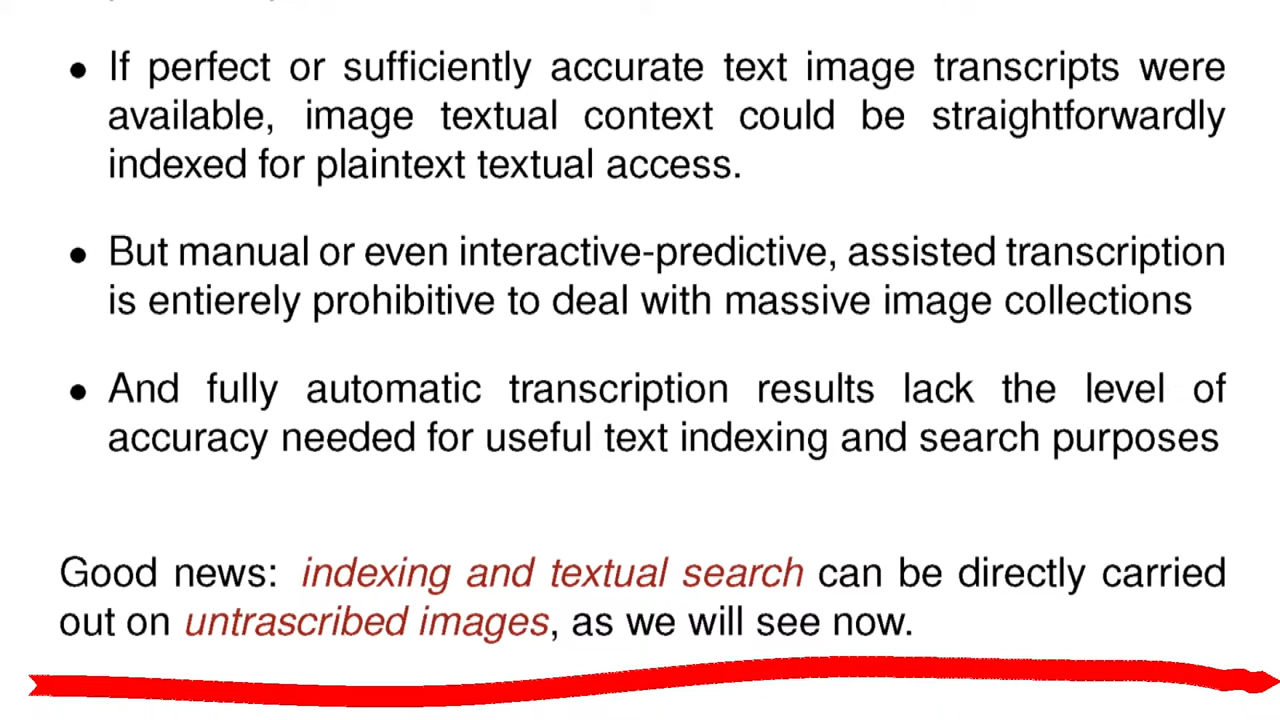 • If perfect or sufficiently accurate text image transcripts were
available, image textual context could be straightforwardly
indexed for plaintext textual access.
• But manual or even interactive-predictive, assisted transcription
is entierely prohibitive to deal with massive image collections
• And fully automatic transcription results lack the level of
accuracy needed for useful text indexing and search purposes
Good news: indexing and textual search can be directly carried
out on untrascribed images, as we will see now.